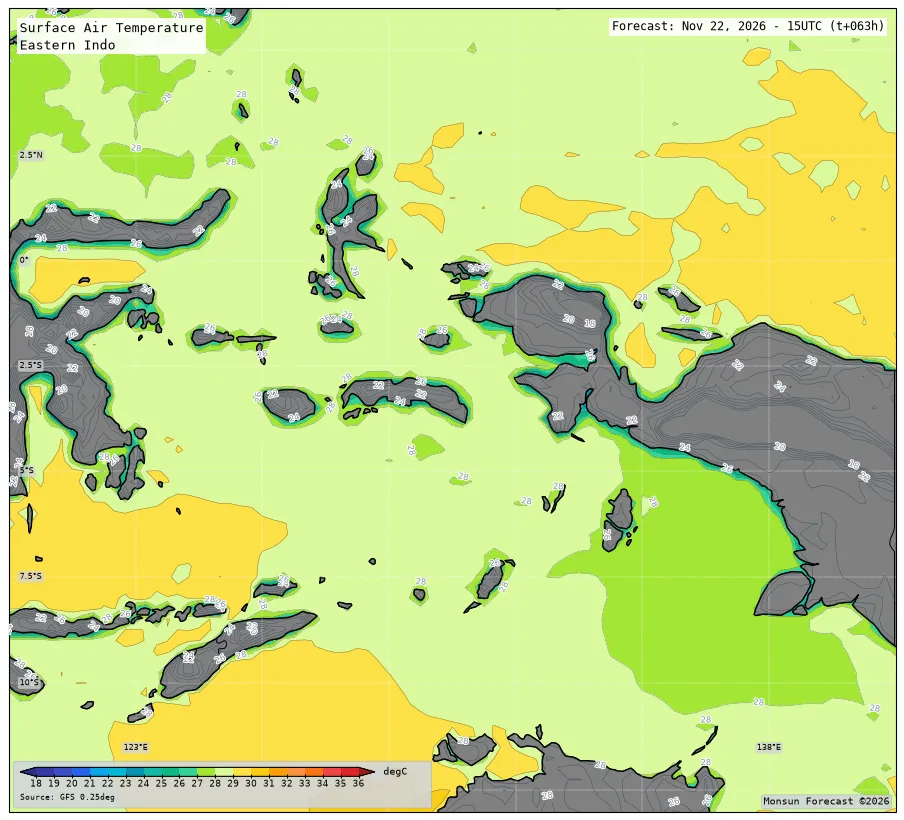 Surface Air Temperature
Eastern Indo
Forecast: Nov 22, 2026 - 15UTC (t+063h)
2.5°N
0°
2.5°S
5°S
7.5°S
10°S
123°E
138°E
degC
18 19 20 21 22 23 24 25 26 27 28 29 30 31 32 33 34 35 36
Source: GFS 0.25deg
Monsun Forecast ©2026